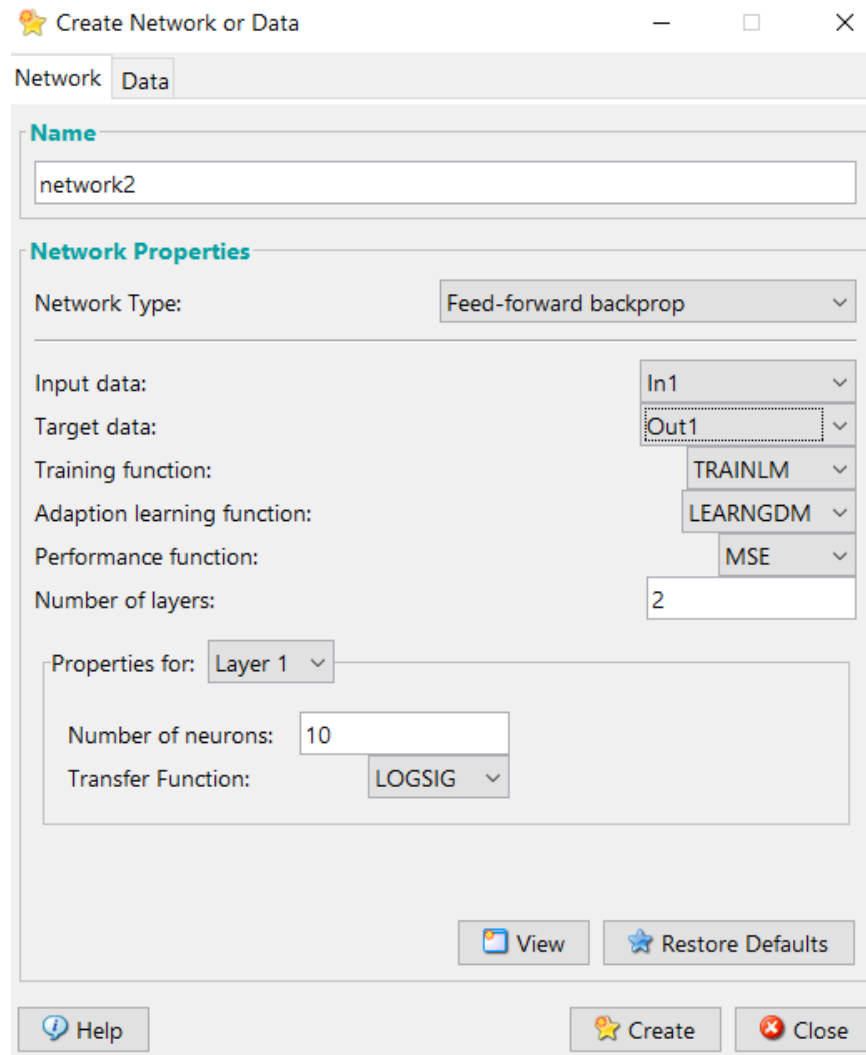 Create Network or Data
Network Data
Name
network2
Network Properties
Network Type: Feed-forward backprop
Input data: In1
Target data: Out1
Training function: TRAINLM
Adaption learning function: LEARNGDM
Performance function: MSE
Number of layers: 2
Properties for: Layer 1
Number of neurons: 10
Transfer Function: LOGSIG
View Restore Defaults
Help Create Close